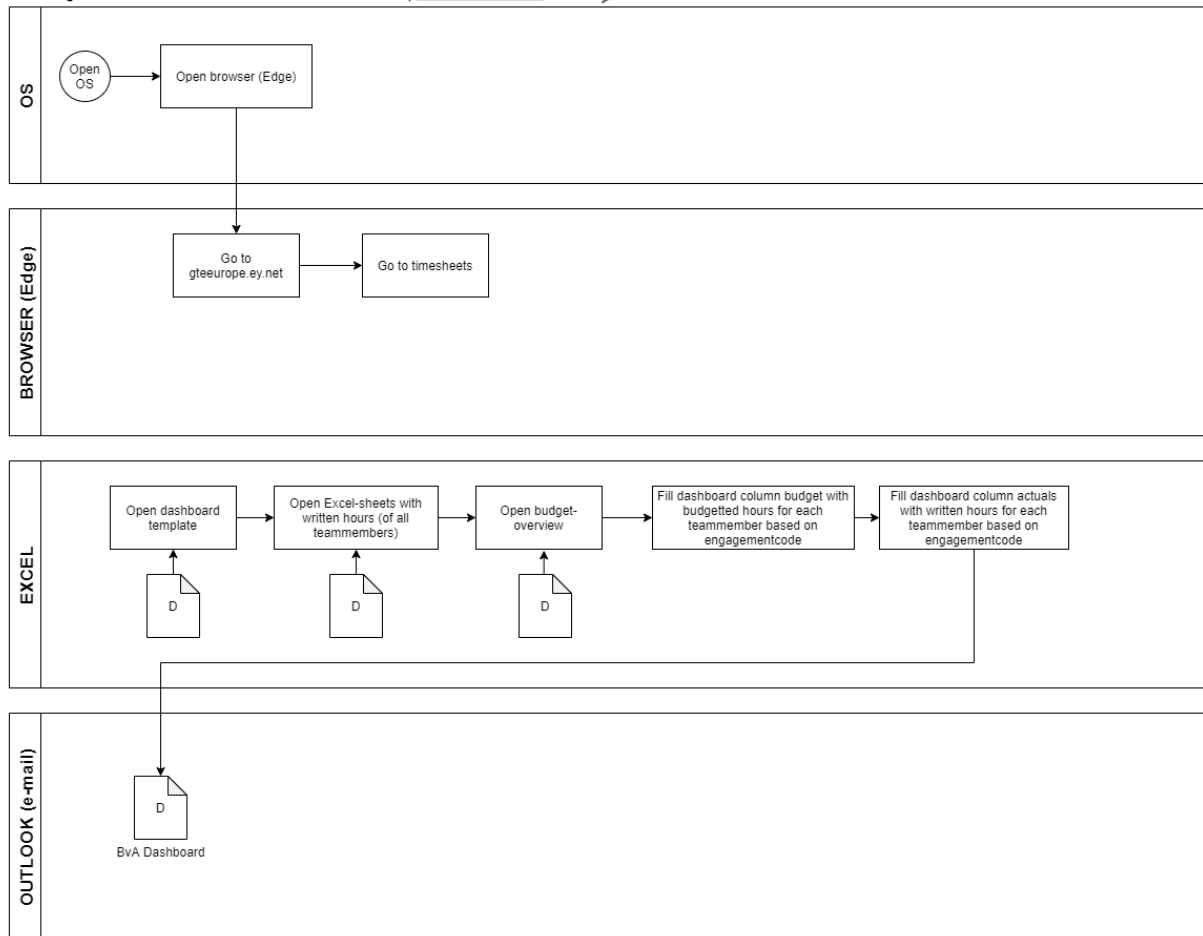 OS
Open
OS
Open browser (Edge)
BROWSER (Edge)
Go to
gteeurope.ey.net
Go to timesheets
EXCEL
Open dashboard
template
Open Excel-sheets with
written hours (of all
teammembers)
Open budget-
overview
Fill dashboard column budget with
budgetted hours for each
teammember based on
engagementcode
Fill dashboard column actuals
with written hours for each
teammember based on
engagementcode
D
D
D
OUTLOOK (e-mail)
D
BvA Dashboard